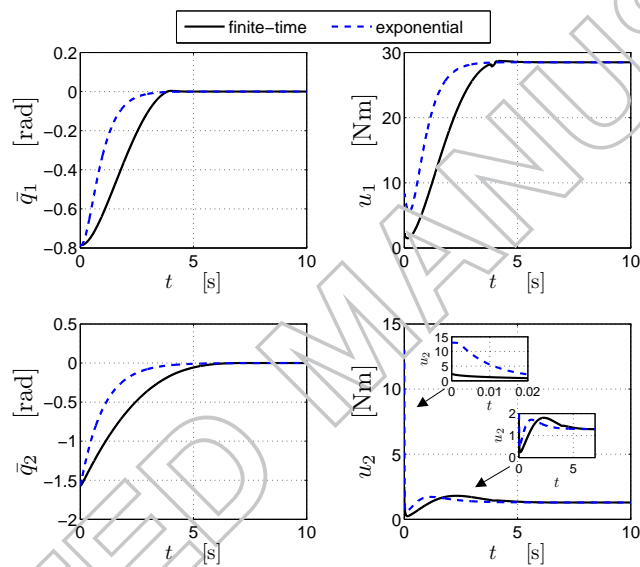 finite-time exponential
0.2
0
−0.2
−0.4
−0.6
−0.8
0 5 10
q̄1 [rad]
t [s]
30
20
10
0
0 5 10
u1 [Nm]
t [s]
0.5
0
−0.5
−1
−1.5
−2
0 5 10
q̄2 [rad]
t [s]
15
10
5
0
0 5 10
u2 [Nm]
t [s]
15
10
5
0
0 0.01 0.02
u2
t
2
1
0
0 5
u2
t
ED MANUS